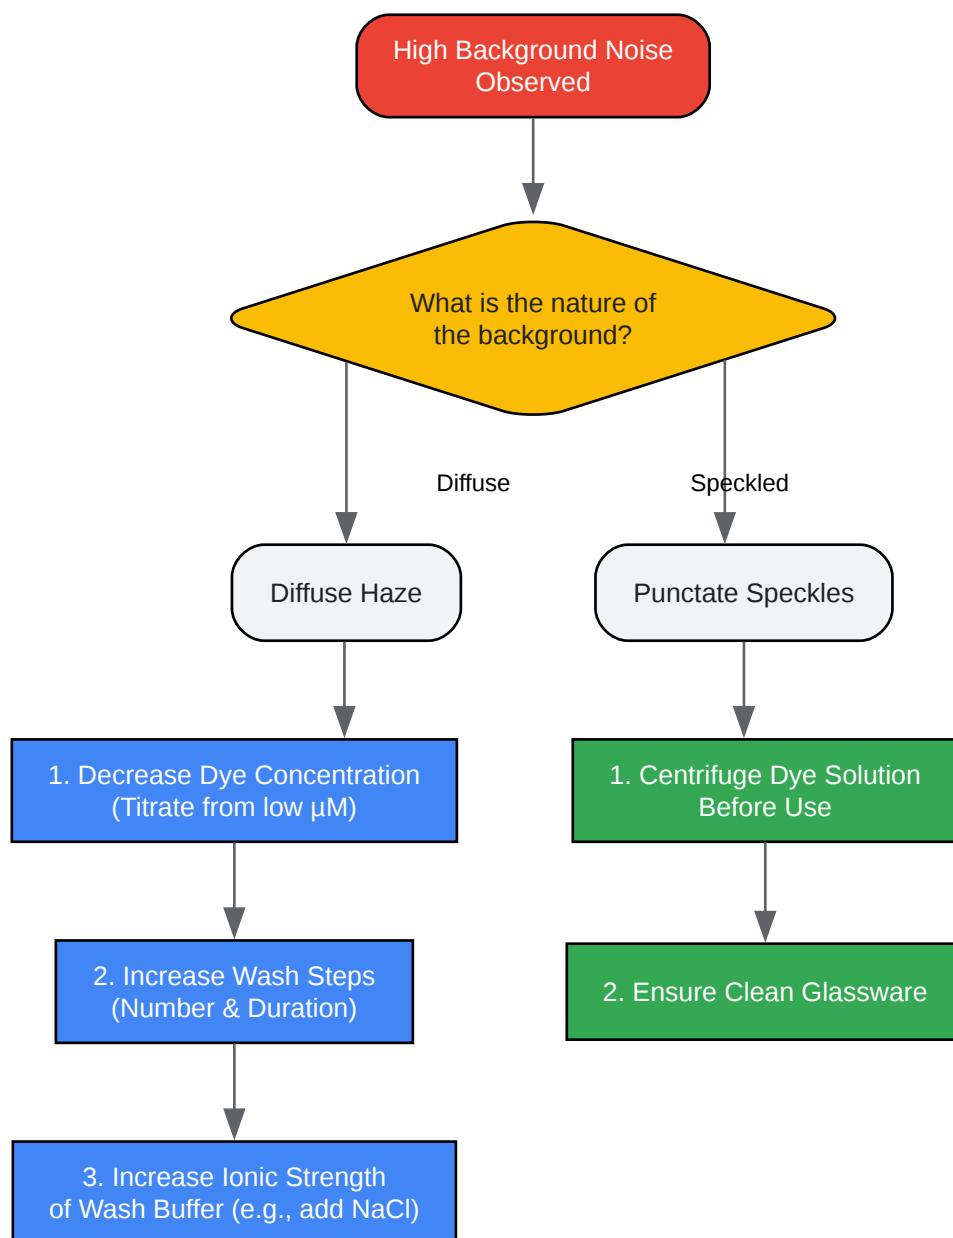 High Background Noise
Observed
What is the nature of
the background?
Diffuse
Speckled
Diffuse Haze
Punctate Speckles
1. Decrease Dye Concentration
(Titrate from low µM)
1. Centrifuge Dye Solution
Before Use
2. Increase Wash Steps
(Number & Duration)
2. Ensure Clean Glassware
3. Increase Ionic Strength
of Wash Buffer (e.g., add NaCl)